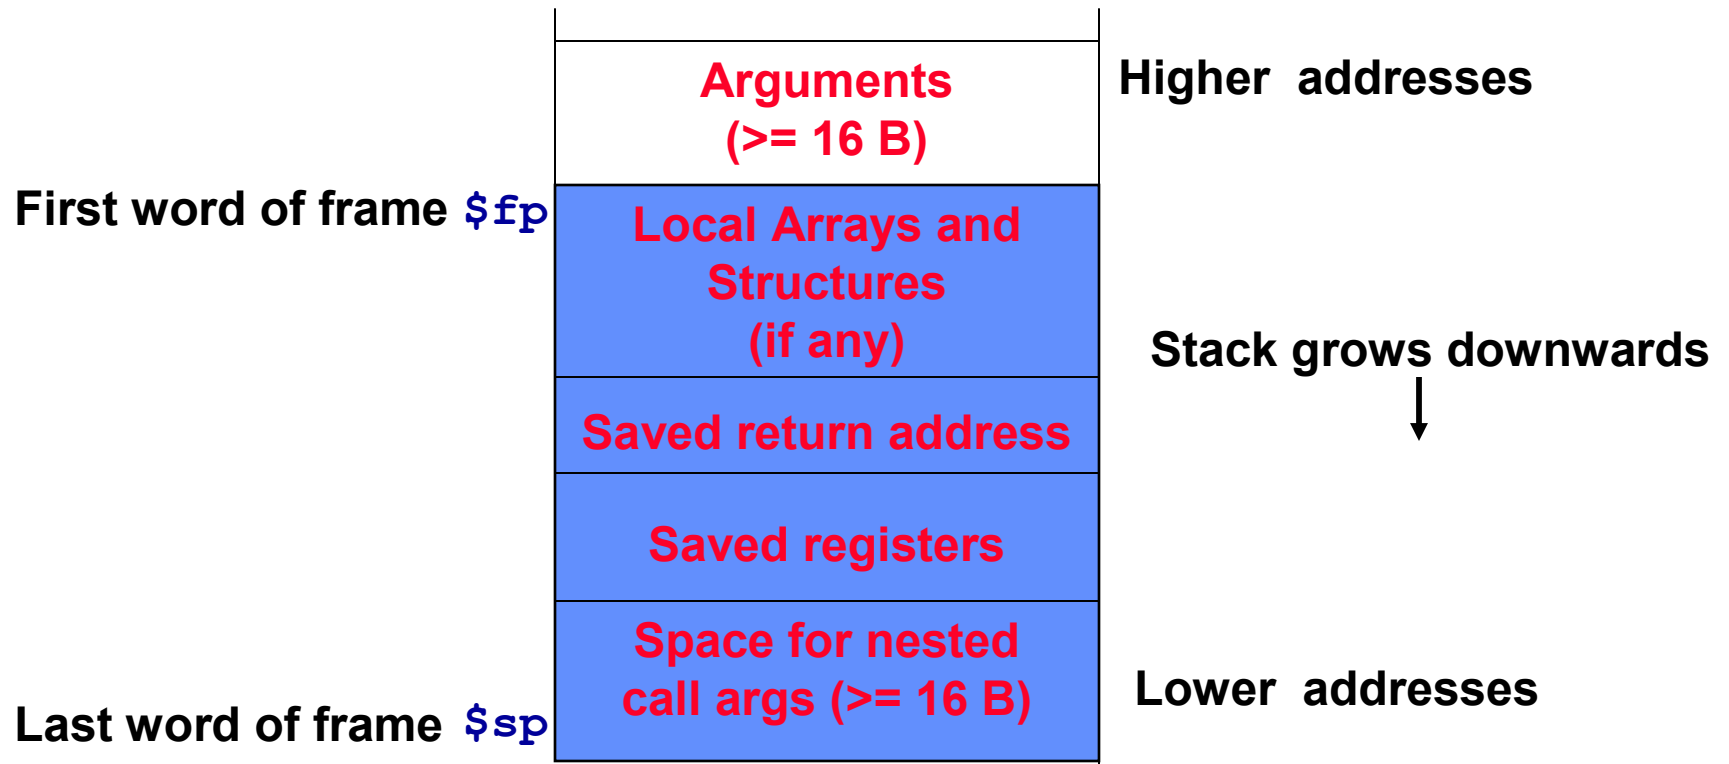 Arguments
(>= 16 B)
Higher addresses
First word of frame $fp
Local Arrays and
Structures
(if any)
Stack grows downwards
Saved return address
Saved registers
Space for nested
call args (>= 16 B)
Lower addresses
Last word of frame $sp